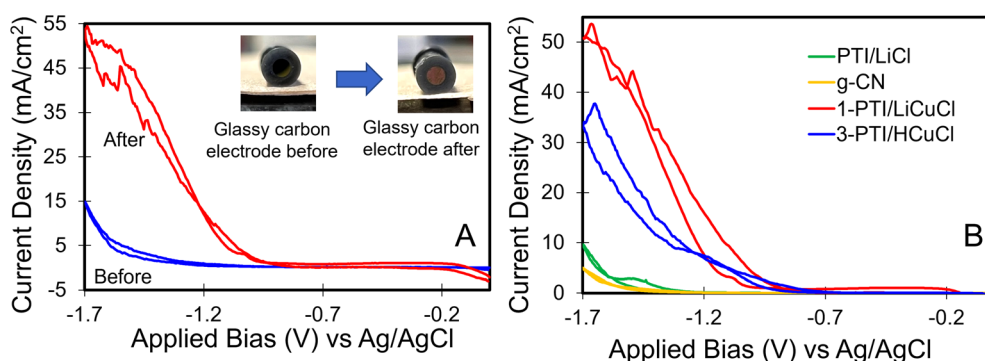 Current Density (mA/cm²)
55
45
35
25
15
5
-5
After
Before
Glassy carbon
electrode before
Glassy carbon
electrode after
A
-1.7
-1.2
-0.7
-0.2
Applied Bias (V) vs Ag/AgCl
Current Density (mA/cm²)
50
40
30
20
10
0
PTI/LiCl
g-CN
1-PTI/LiCuCl
3-PTI/HCuCl
B
-1.7
-1.2
-0.7
-0.2
Applied Bias (V) vs Ag/AgCl